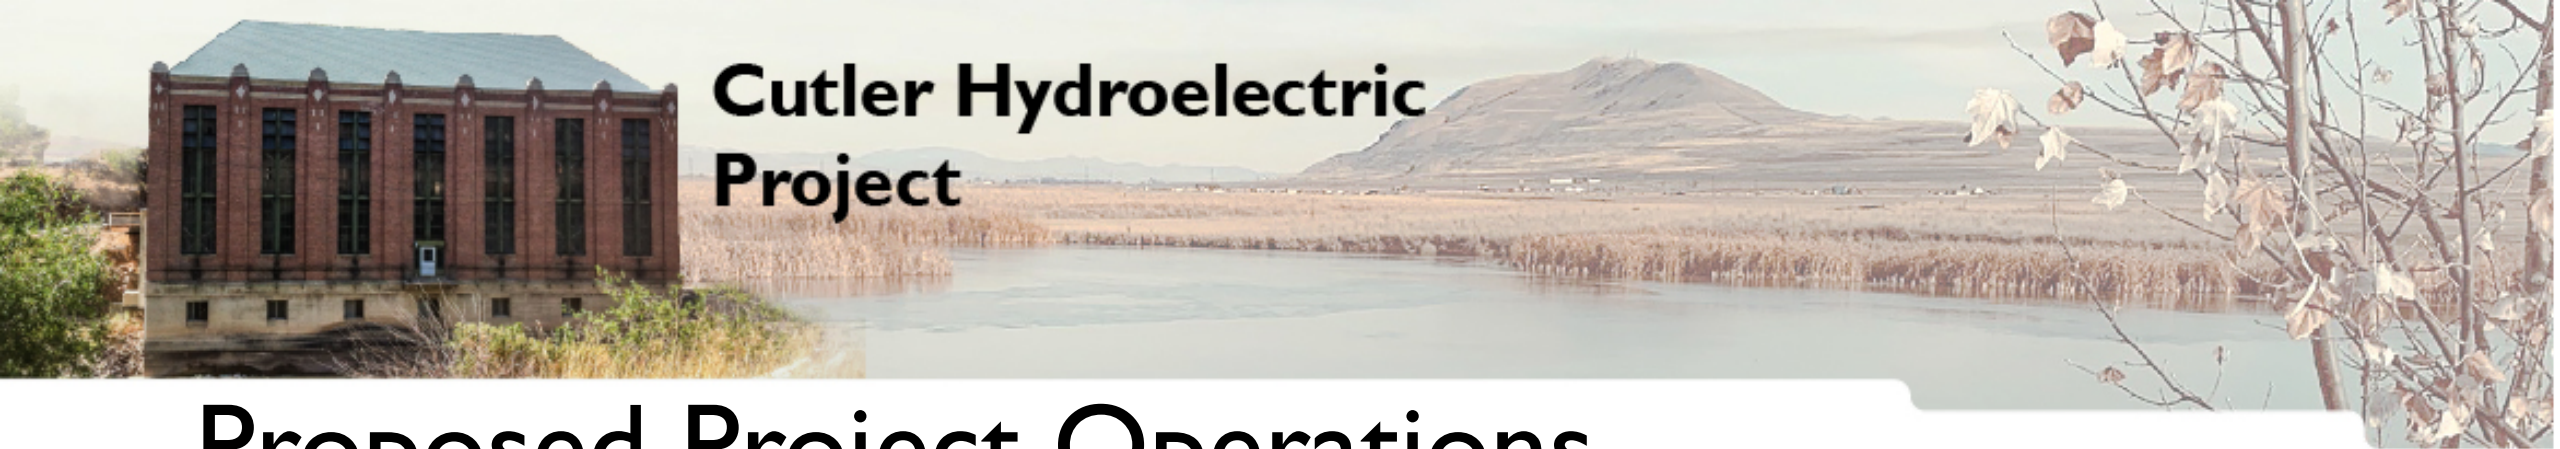 Cutler Hydroelectric
Project
Proposed Project Operations